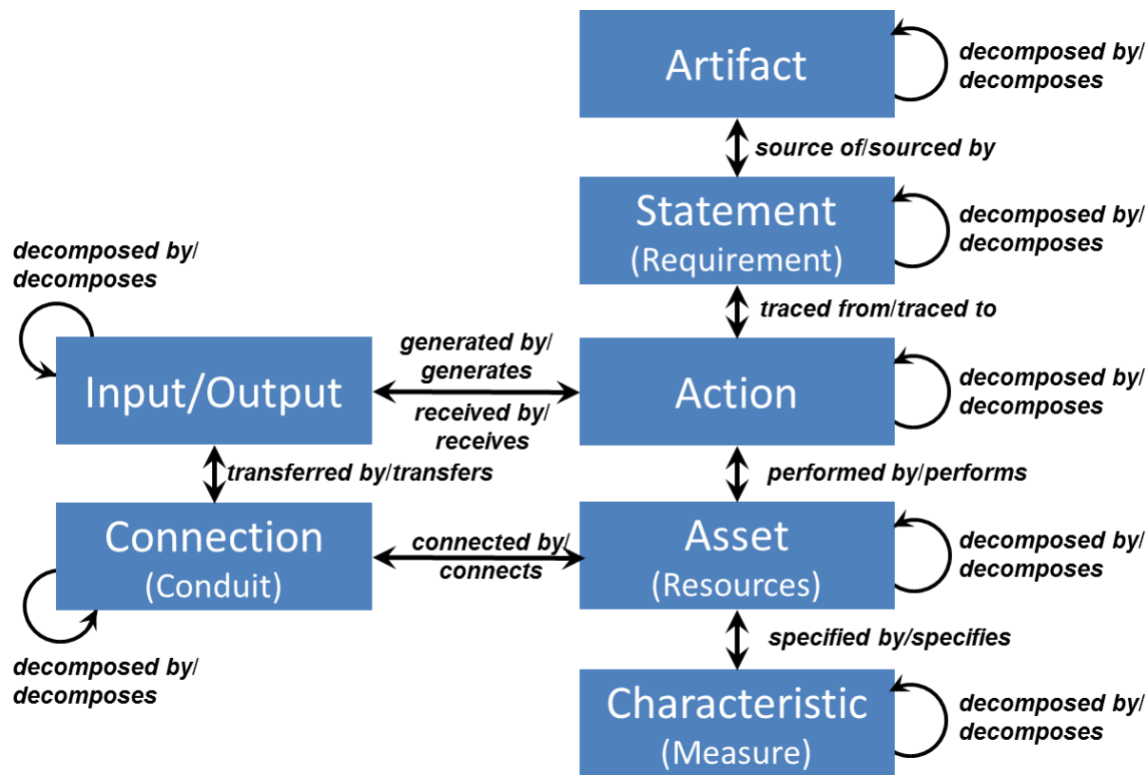 Artifact
decomposed by/
decomposes
source of/sourced by
Statement
(Requirement)
decomposed by/
decomposes
decomposed by/
decomposes
traced from/traced to
Input/Output
generated by/
generates
received by/
receives
Action
decomposed by/
decomposes
transferred by/transfers
performed by/performs
Connection
(Conduit)
connected by/
connects
Asset
(Resources)
decomposed by/
decomposes
decomposed by/
decomposes
specified by/specifies
Characteristic
(Measure)
decomposed by/
decomposes